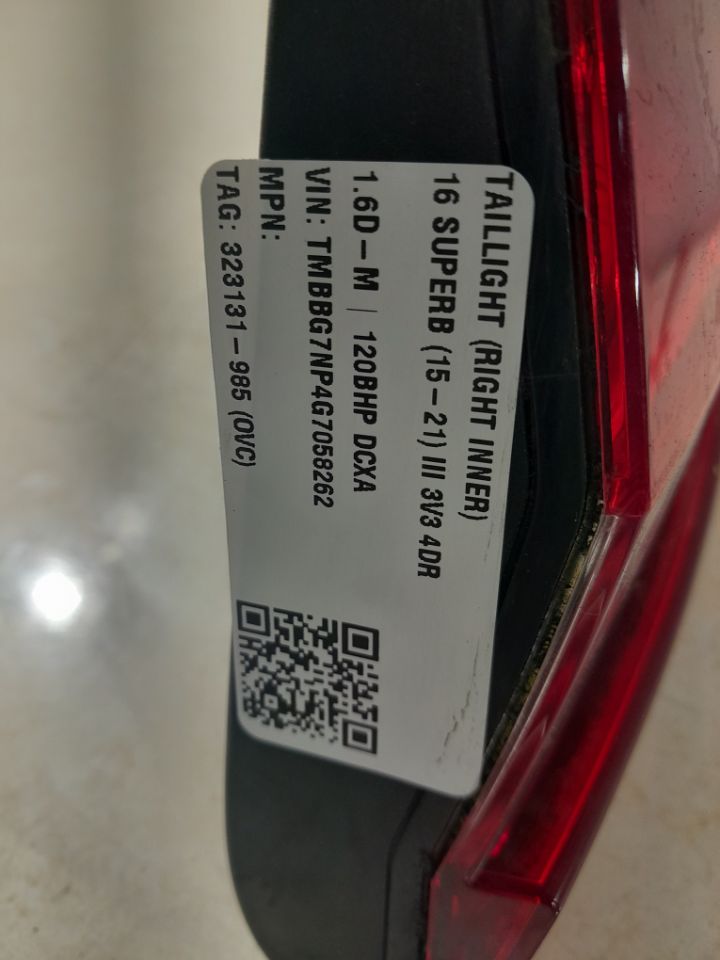 TAILLIGHT (RIGHT INNER)
16 SUPERB (15-21) III 3V3 4DR
1.6D-M | 120BHP DCXA
VIN: TMBBG7NP4G7058262
MPN:
TAG: 323131-985 (OVC)